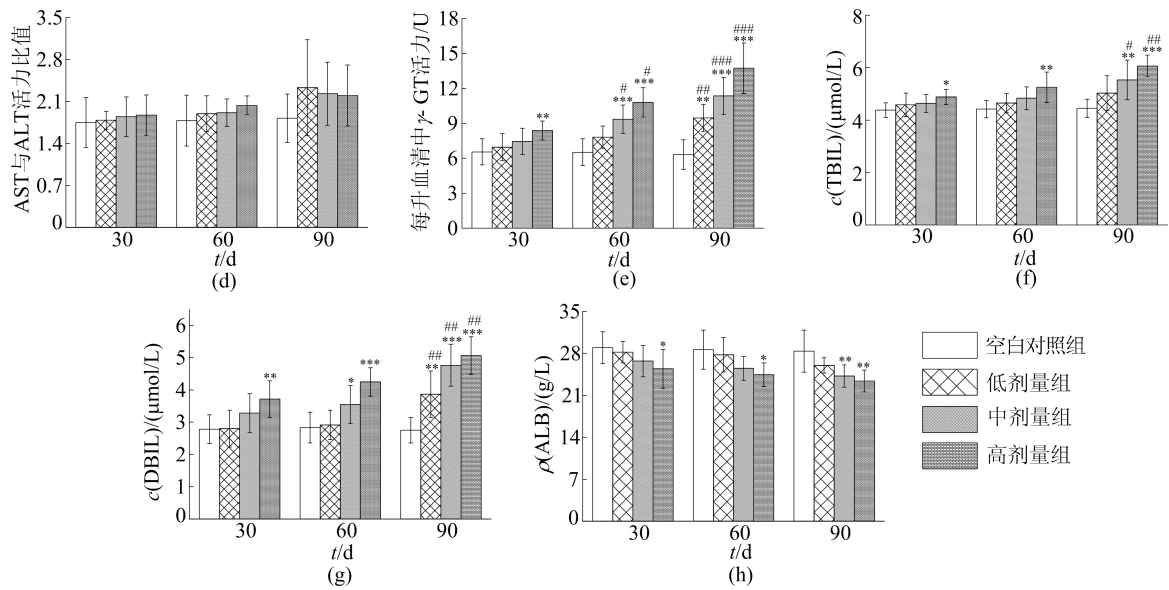 3.5
2.8
2.1
1.4
0.7
0
AST与ALT活力比值
30 60 90
t/d
(d)
18
15
12
9
6
3
0
每升血清中γ-GT活力/U
**
#
***
#
***
##
**
###
***
###
***
30 60 90
t/d
(e)
8
6
4
2
0
c(TBIL)/(μmol/L)
*
**
#
**
##
***
30 60 90
t/d
(f)
6
5
4
3
2
1
0
c(DBIL)/(μmol/L)
**
*
***
##
**
##
***
##
***
30 60 90
t/d
(g)
35
28
21
14
7
0
ρ(ALB)/(g/L)
*
*
**
**
30 60 90
t/d
(h)
空白对照组
低剂量组
中剂量组
高剂量组